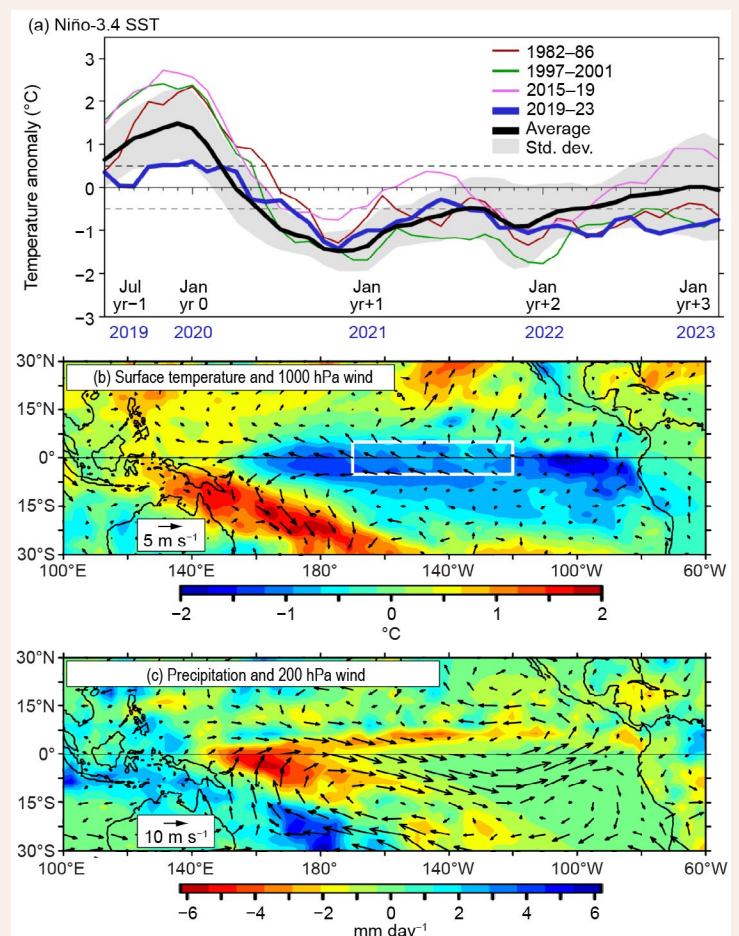 (a) Niño-3.4 SST
Temperature anomaly (°C)
3
2
1
0
−1
−2
−3
1982–86
1997–2001
2015–19
2019–23
Average
Std. dev.
Jul Jan Jan Jan Jan
yr−1 yr 0 yr+1 yr+2 yr+3
2019 2020 2021 2022 2023
(b) Surface temperature and 1000 hPa wind
30°N
15°N
0°
15°S
30°S
5 m s⁻¹
100°E 140°E 180° 140°W 100°W 60°W
−2 −1 0 1 2
°C
(c) Precipitation and 200 hPa wind
30°N
15°N
0°
15°S
30°S
10 m s⁻¹
100°E 140°E 180° 140°W 100°W 60°W
−6 −4 −2 0 2 4 6
mm day⁻¹